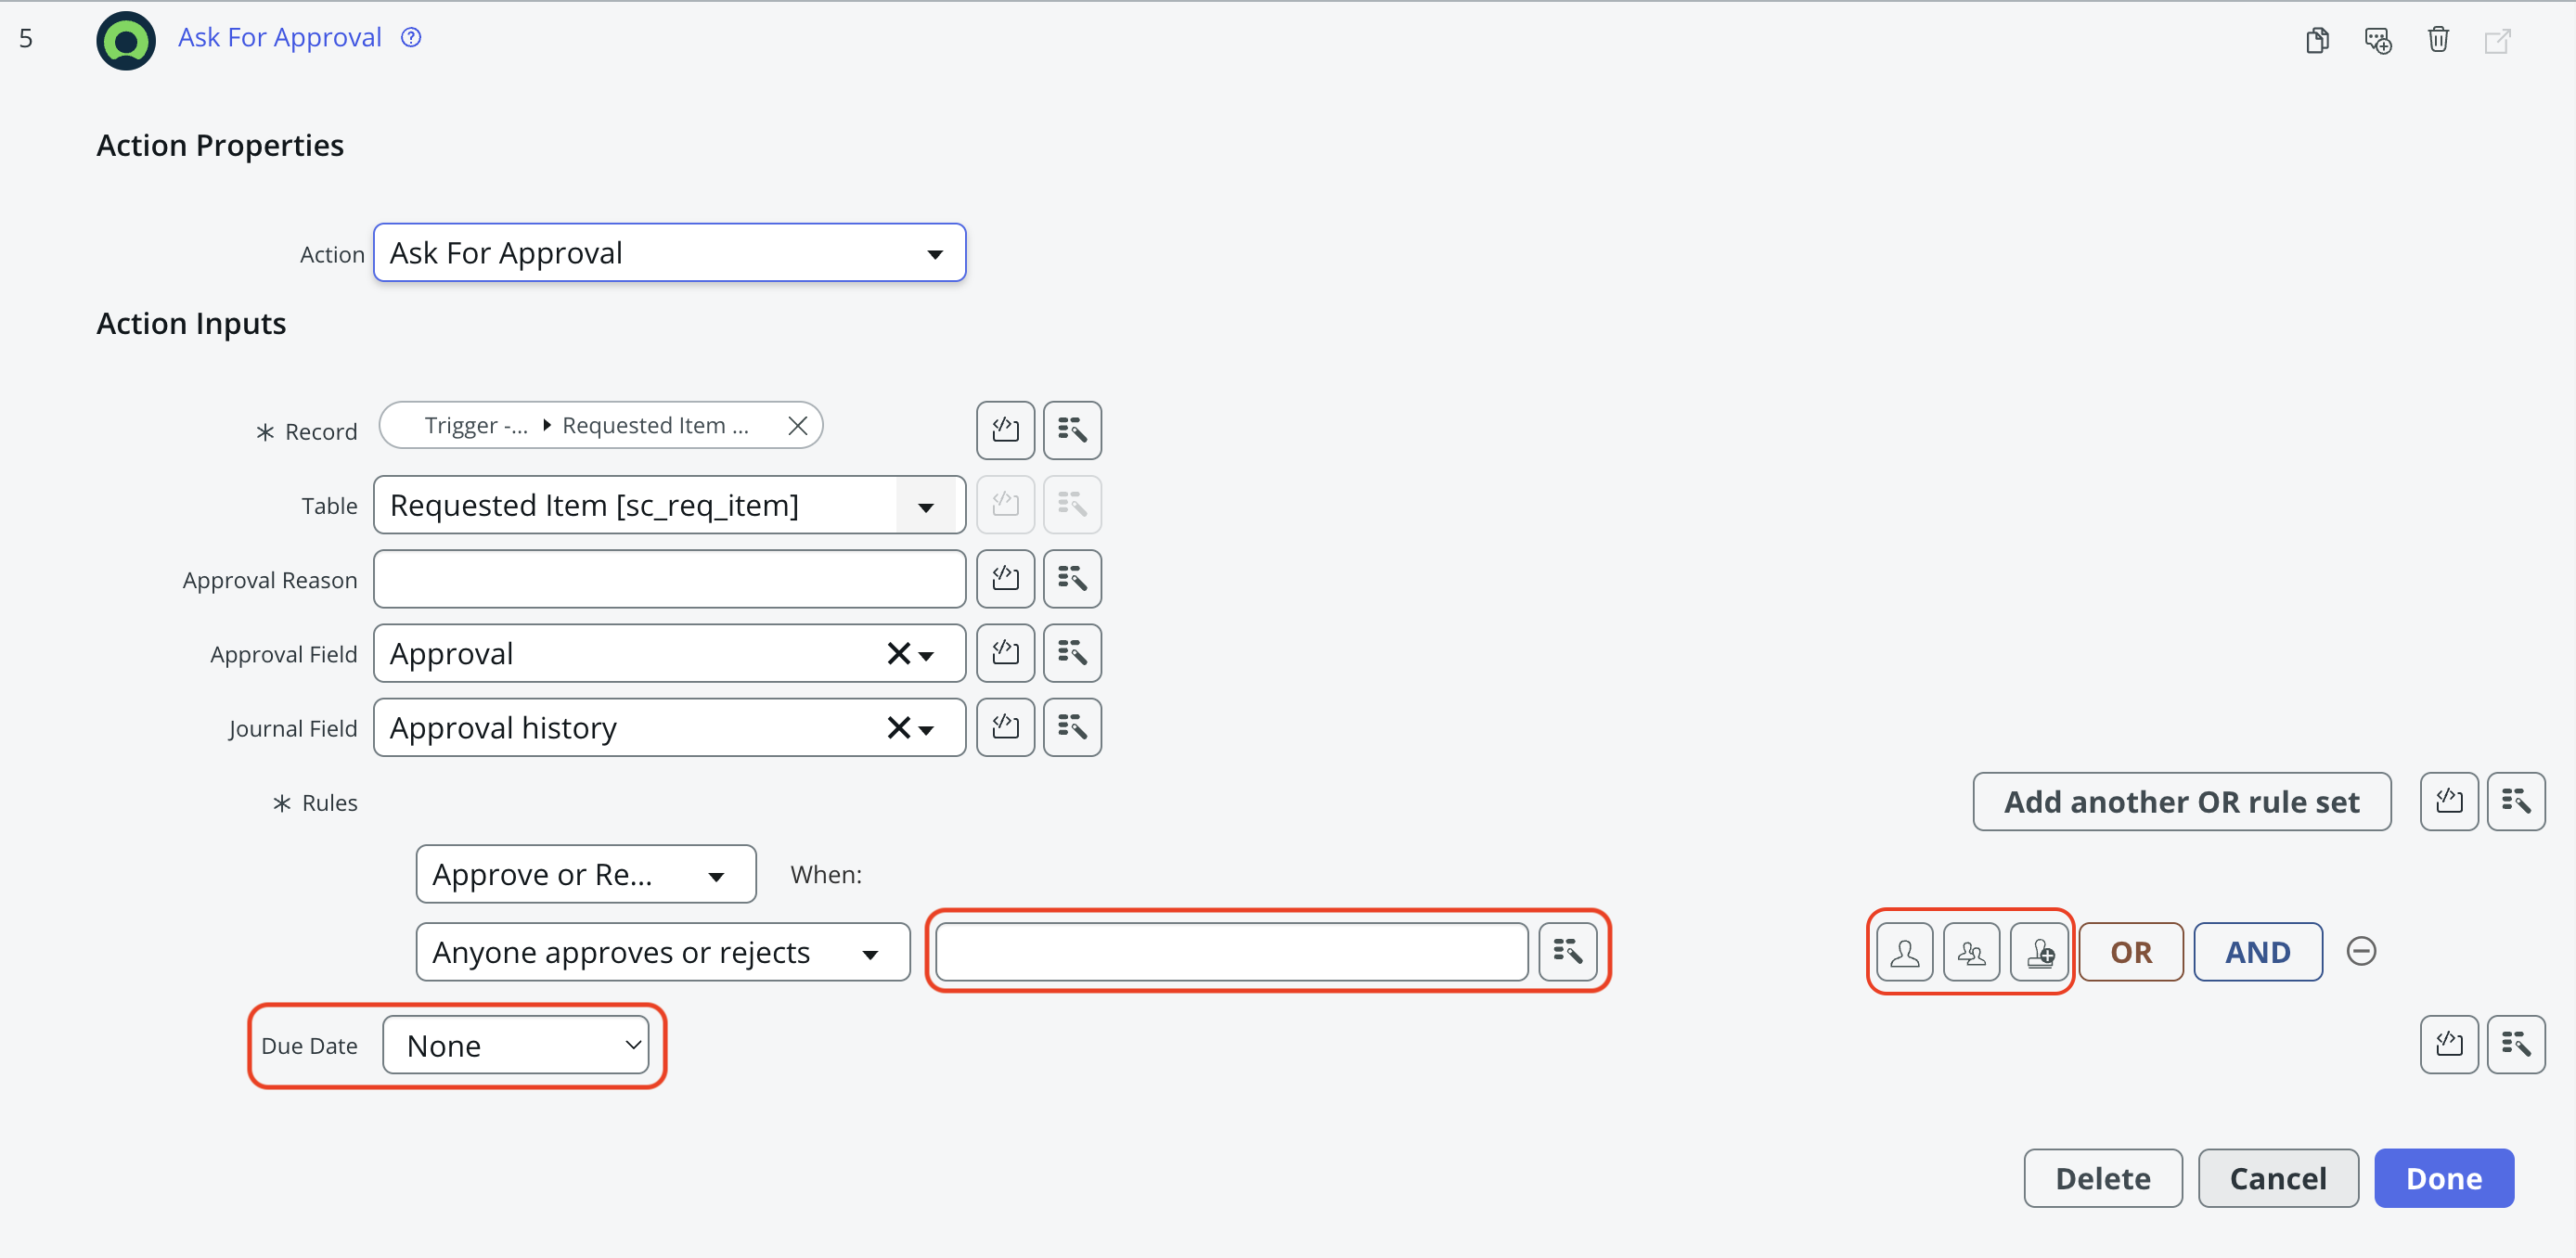 5 Ask For Approval ?
Action Properties
Action Ask For Approval
Action Inputs
* Record Trigger -... Requested Item ...
Table Requested Item [sc_req_item]
Approval Reason
Approval Field Approval
Journal Field Approval history
* Rules Add another OR rule set
Approve or Re... When:
Anyone approves or rejects OR AND
Due Date None
Delete Cancel Done